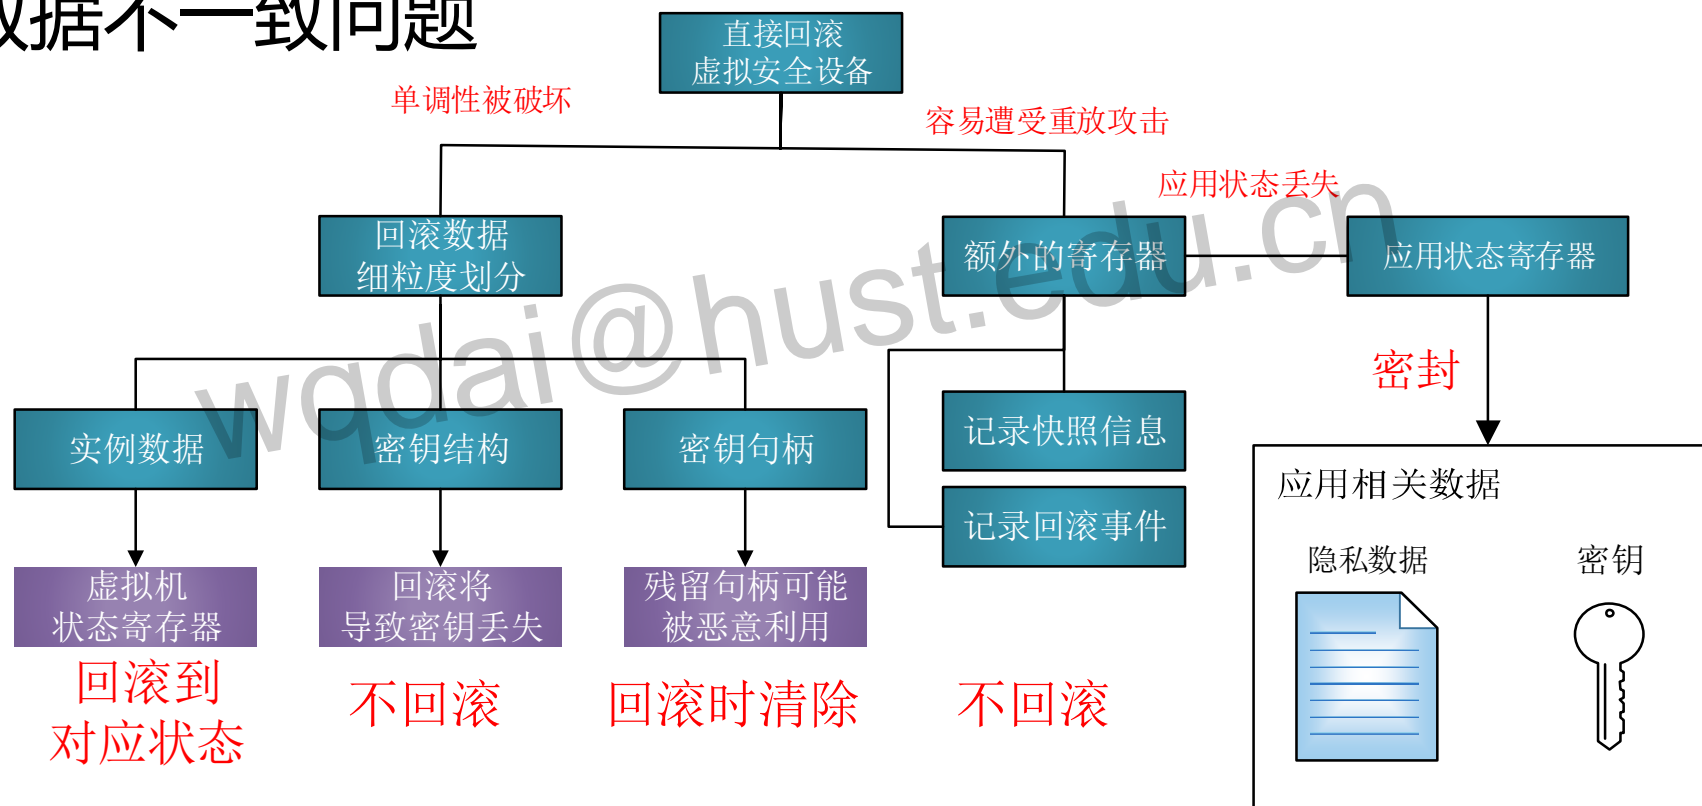 数据不一致问题
直接回滚
虚拟安全设备
单调性被破坏
容易遭受重放攻击
应用状态丢失
回滚数据
细粒度划分
额外的寄存器
应用状态寄存器
wqdai@hust.edu.cn
密封
实例数据
密钥结构
密钥句柄
记录快照信息
记录回滚事件
应用相关数据
隐私数据
密钥
虚拟机
状态寄存器
回滚将
导致密钥丢失
残留句柄可能
被恶意利用
回滚到
对应状态
不回滚
回滚时清除
不回滚